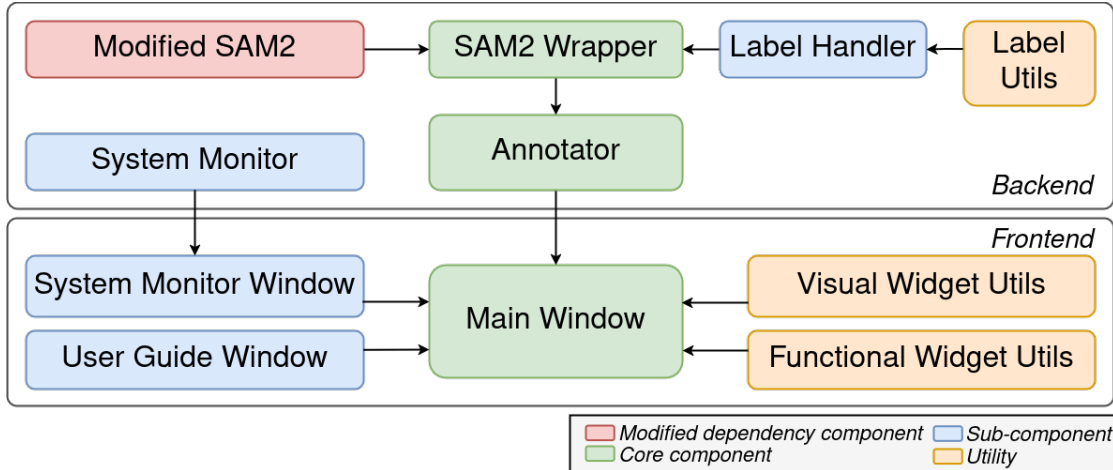 Modified SAM2
SAM2 Wrapper
Label Handler
Label
Utils
System Monitor
Annotator
Backend
Frontend
System Monitor Window
Main Window
Visual Widget Utils
User Guide Window
Functional Widget Utils
Modified dependency component
Sub-component
Core component
Utility